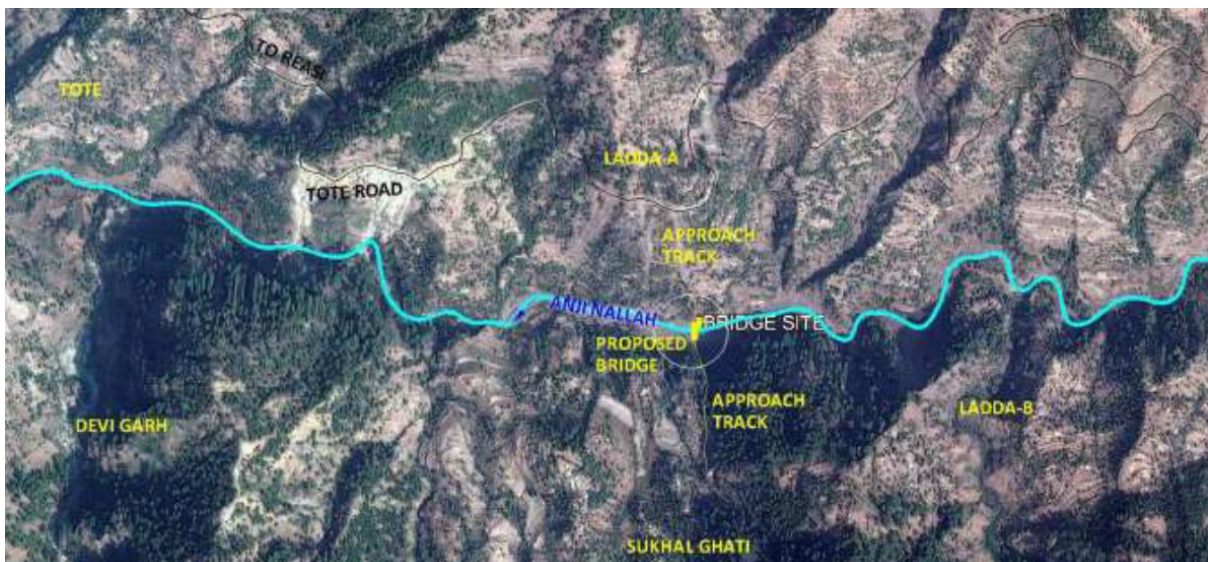 TO REASI
TOTE
LADDA-A
TOTE ROAD
APPROACH
TRACK
ANJI NALLAH
BRIDGE SITE
PROPOSED
BRIDGE
APPROACH
TRACK
LADDA-B
DEVI GARH
SUKHAL GHATI